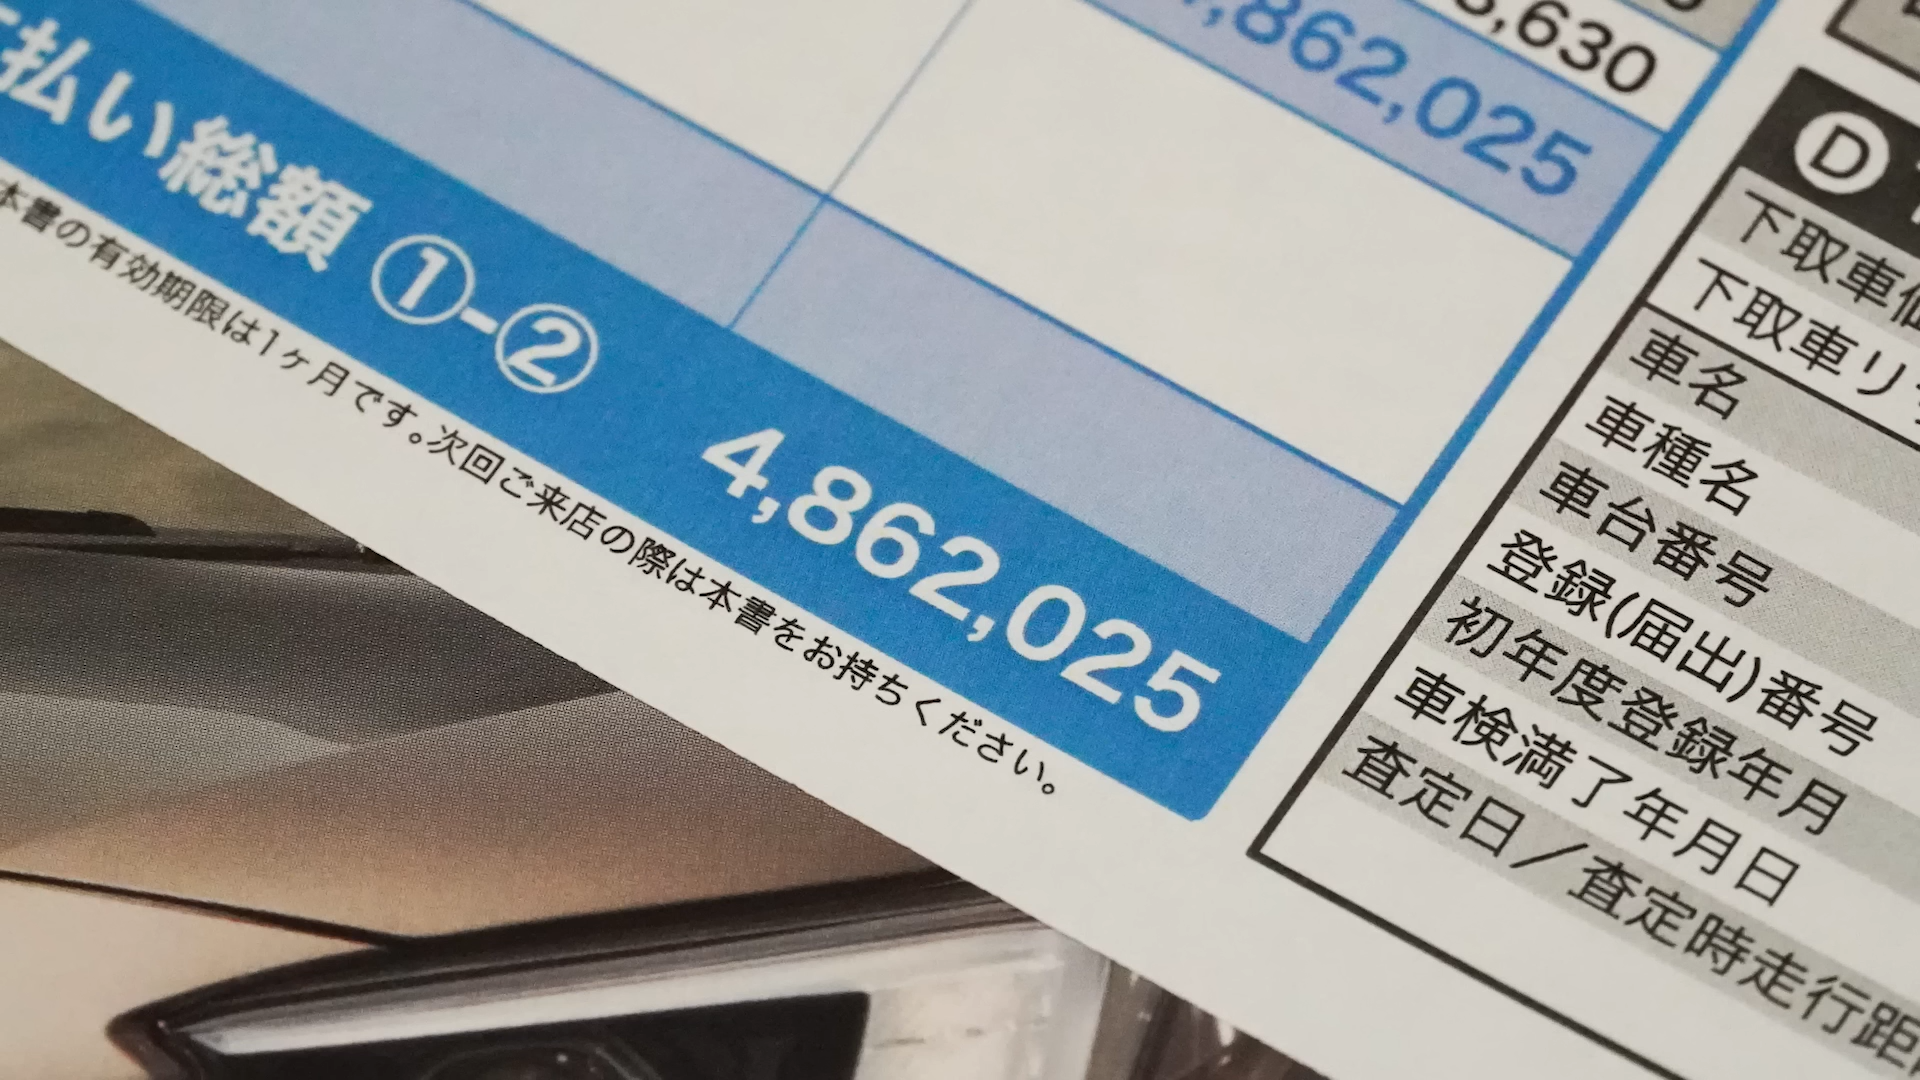 3,630
4,862,025
払い総額 ①-② 4,862,025
本書の有効期限は1ヶ月です。次回ご来店の際は本書をお持ちください。
D
下取車価
下取車リ
車名
車種名
車台番号
登録(届出)番号
初年度登録年月
車検満了年月日
査定日／査定時走行距